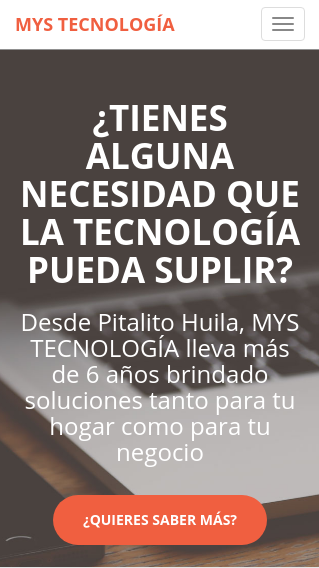 MYS TECNOLOGÍA
¿TIENES
ALGUNA
NECESIDAD QUE
LA TECNOLOGÍA
PUEDA SUPLIR?
Desde Pitalito Huila, MYS
TECNOLOGÍA lleva más
de 6 años brindado
soluciones tanto para tu
hogar como para tu
negocio
¿QUIERES SABER MÁS?